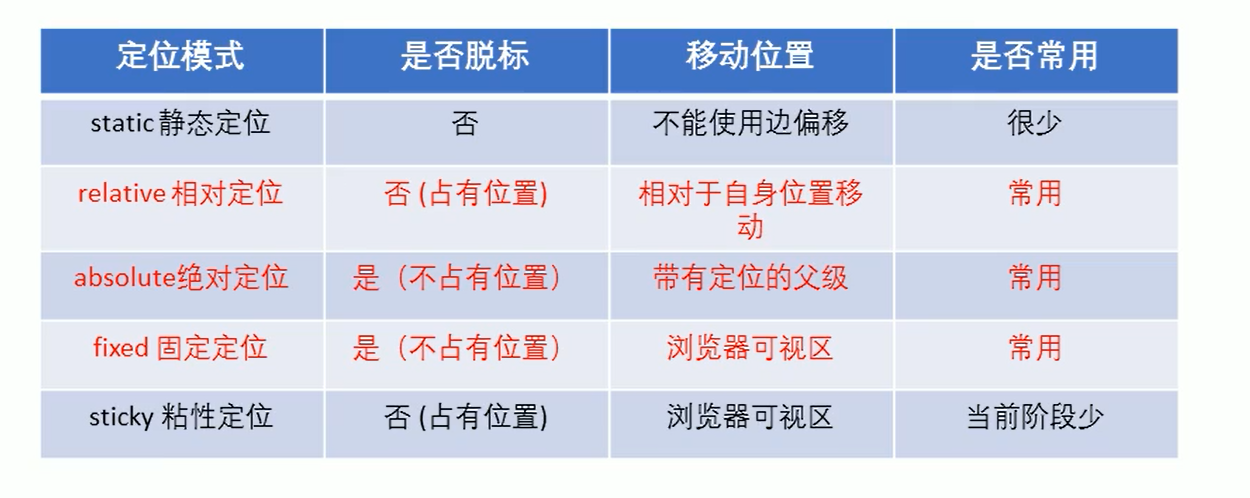 定位模式 是否脱标 移动位置 是否常用
static 静态定位 否 不能使用边偏移 很少
relative 相对定位 否 (占有位置) 相对于自身位置移 常用
动
absolute绝对定位 是（不占有位置） 带有定位的父级 常用
fixed 固定定位 是（不占有位置） 浏览器可视区 常用
sticky 粘性定位 否 (占有位置) 浏览器可视区 当前阶段少